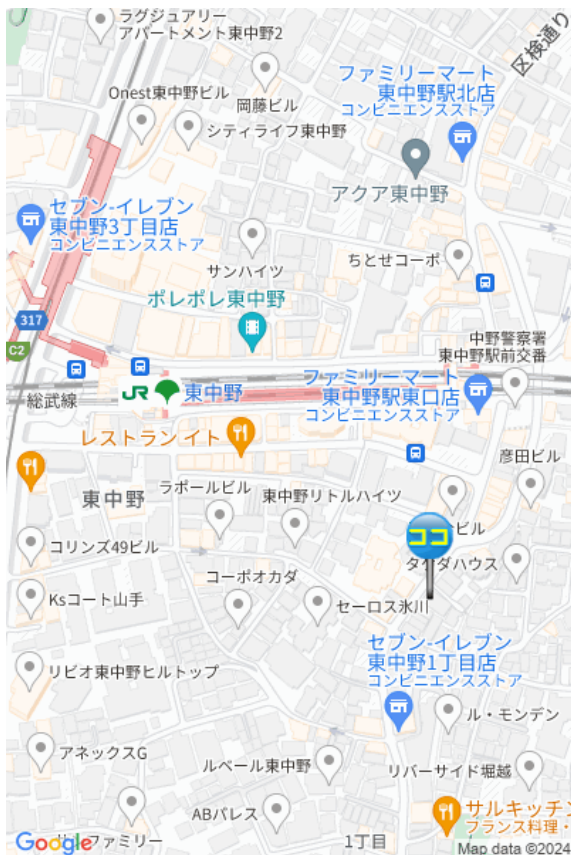 ラグジュアリー
アパートメント東中野2
区検通り
Onest東中野ビル
岡藤ビル
シティライフ東中野
ファミリーマート
東中野駅北店
コンビニエンスストア
アクア東中野
セブン-イレブン
東中野3丁目店
コンビニエンスストア
サンハイツ
ちとせコーポ
ポレポレ東中野
317
C2
中野警察署
東中野駅前交番
総武線
JR
東中野
ファミリーマート
東中野駅東口店
コンビニエンスストア
レストラン イト
彦田ビル
東中野
ラポールビル
東中野リトルハイツ
ビル
ココ
コリンズ49ビル
タケダハウス
コーポオカダ
Ksコート山手
セーロス氷川
セブン-イレブン
東中野1丁目店
コンビニエンスストア
リビオ東中野ヒルトップ
ル・モンデン
アネックスG
ルベール東中野
リバーサイド堀越
ABパレス
サルキッチン
フランス料理・
Google
ファミリー
1丁目
Map data ©2024